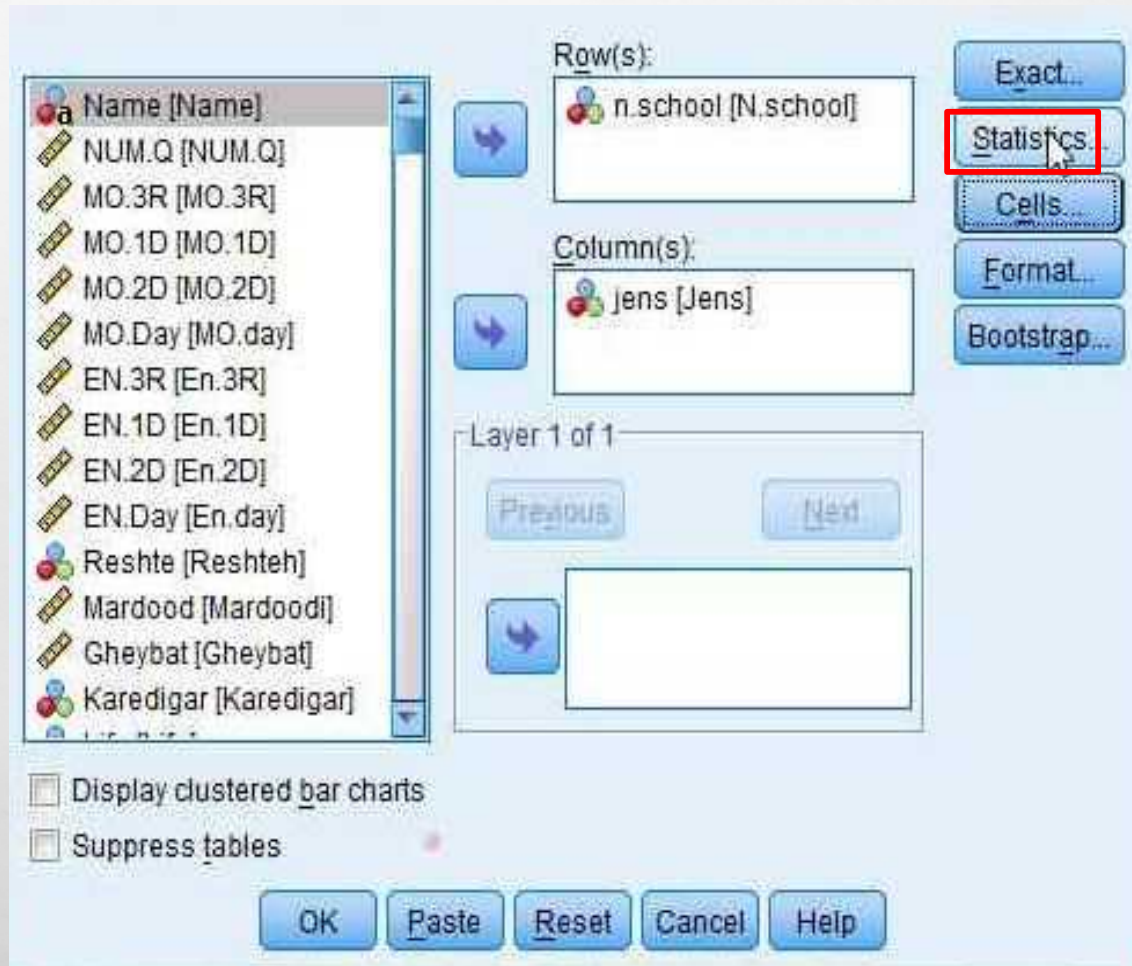 Row(s):
Exact...
Name [Name]
n.school [N.school]
NUM.Q [NUM.Q]
Statistics...
MO.3R [MO.3R]
Cells...
MO.1D [MO.1D]
Column(s):
Format...
MO.2D [MO.2D]
jens [Jens]
MO.Day [MO.day]
Bootstrap...
EN.3R [En.3R]
EN.1D [En.1D]
Layer 1 of 1
EN.2D [En.2D]
Previous
Next
EN.Day [En.day]
Reshte [Reshteh]
Mardood [Mardoodi]
Gheybat [Gheybat]
Karedigar [Karedigar]
Display clustered bar charts
Suppress tables
OK
Paste
Reset
Cancel
Help